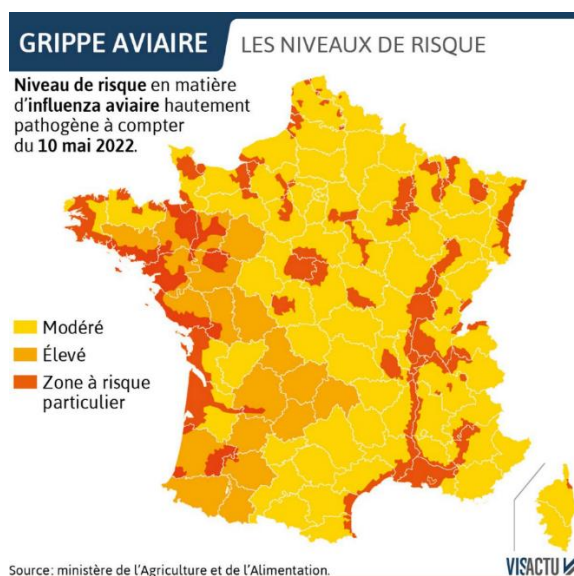 GRIPPE AVIAIRE
LES NIVEAUX DE RISQUE
Niveau de risque en matière
d’influenza aviaire hautement
pathogène à compter
du 10 mai 2022.
Modéré
Élevé
Zone à risque
particulier
Source: ministère de l’Agriculture et de l’Alimentation.
VISACTU